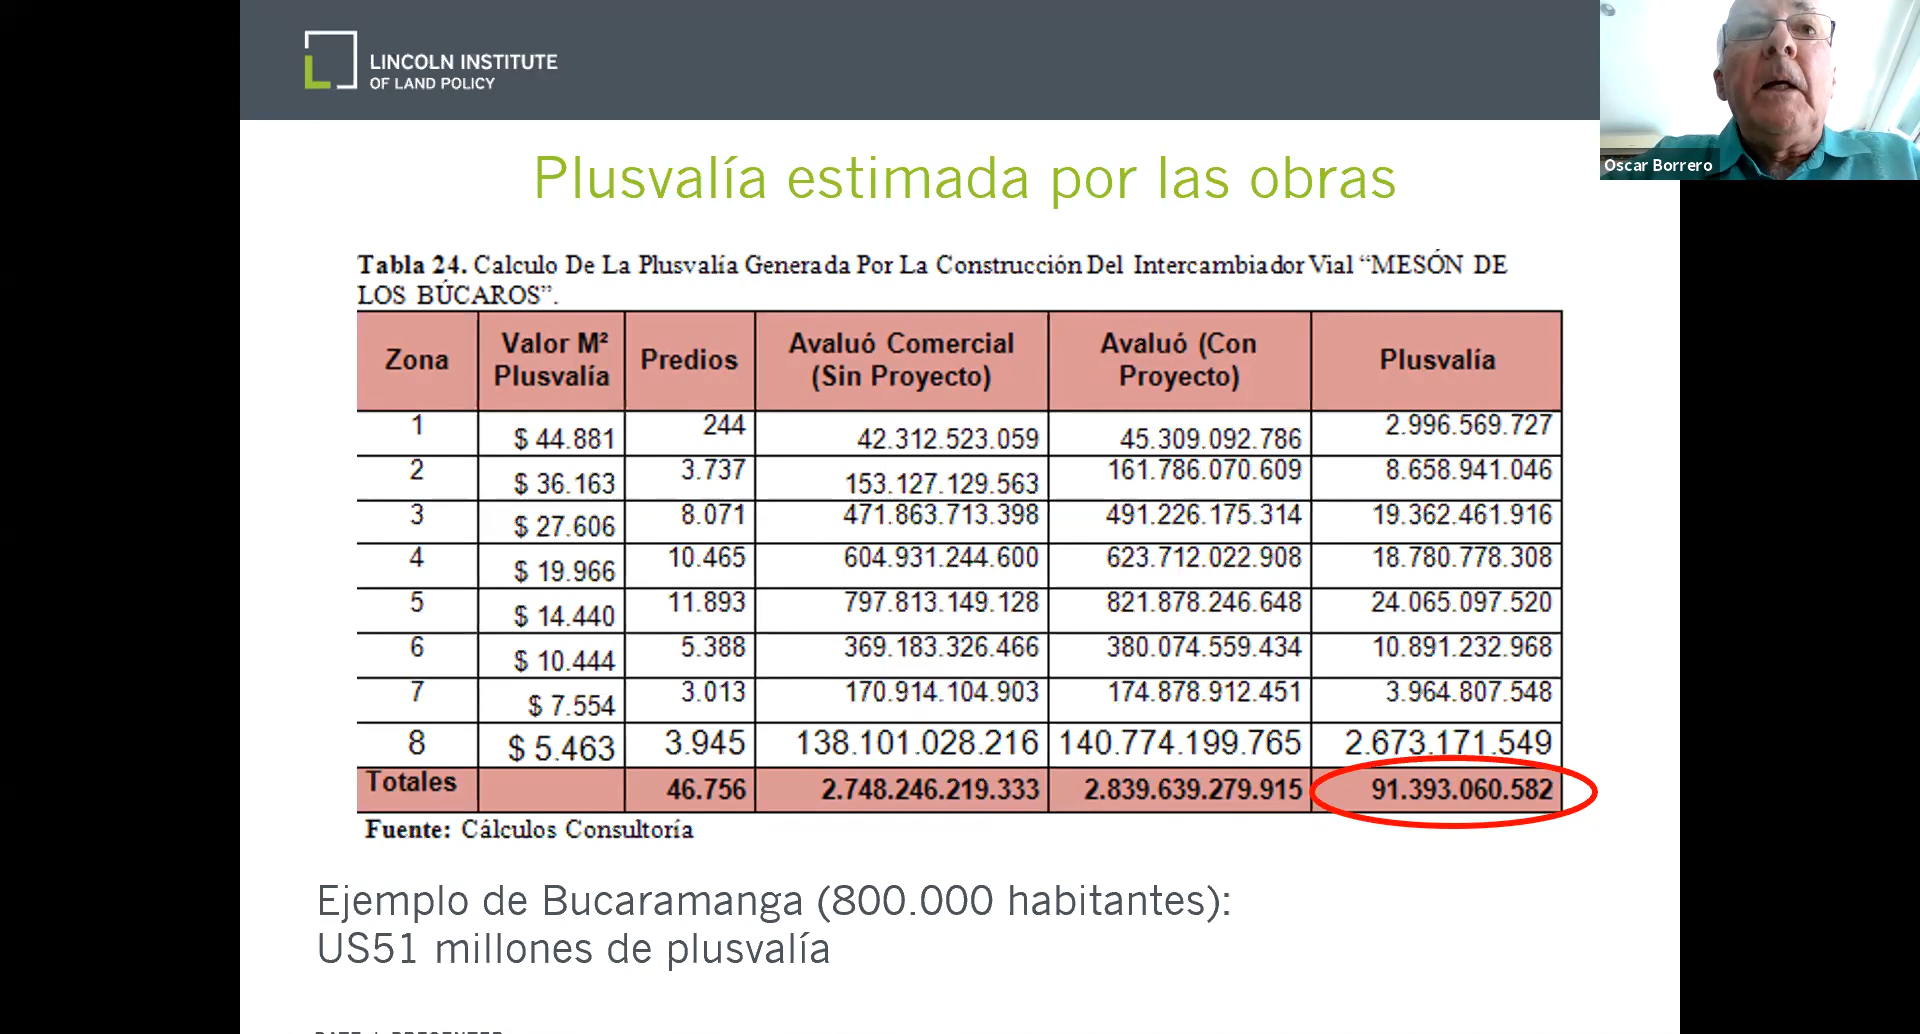 LINCOLN INSTITUTE
OF LAND POLICY
Oscar Borrero
Plusvalía estimada por las obras
Tabla 24. Calculo De La Plusvalía Generada Por La Construcción Del Intercambiador Vial “MESÓN DE
LOS BÚCAROS”.
Zona Valor M² Plusvalía Predios Avaluó Comercial (Sin Proyecto) Avaluó (Con Proyecto) Plusvalía
1 $ 44.881 244 42.312.523.059 45.309.092.786 2.996.569.727
2 $ 36.163 3.737 153.127.129.563 161.786.070.609 8.658.941.046
3 $ 27.606 8.071 471.863.713.398 491.226.175.314 19.362.461.916
4 $ 19.966 10.465 604.931.244.600 623.712.022.908 18.780.778.308
5 $ 14.440 11.893 797.813.149.128 821.878.246.648 24.065.097.520
6 $ 10.444 5.388 369.183.326.466 380.074.559.434 10.891.232.968
7 $ 7.554 3.013 170.914.104.903 174.878.912.451 3.964.807.548
8 $ 5.463 3.945 138.101.028.216 140.774.199.765 2.673.171.549
Totales 46.756 2.748.246.219.333 2.839.639.279.915 91.393.060.582
Fuente: Cálculos Consultoría
Ejemplo de Bucaramanga (800.000 habitantes):
US51 millones de plusvalía